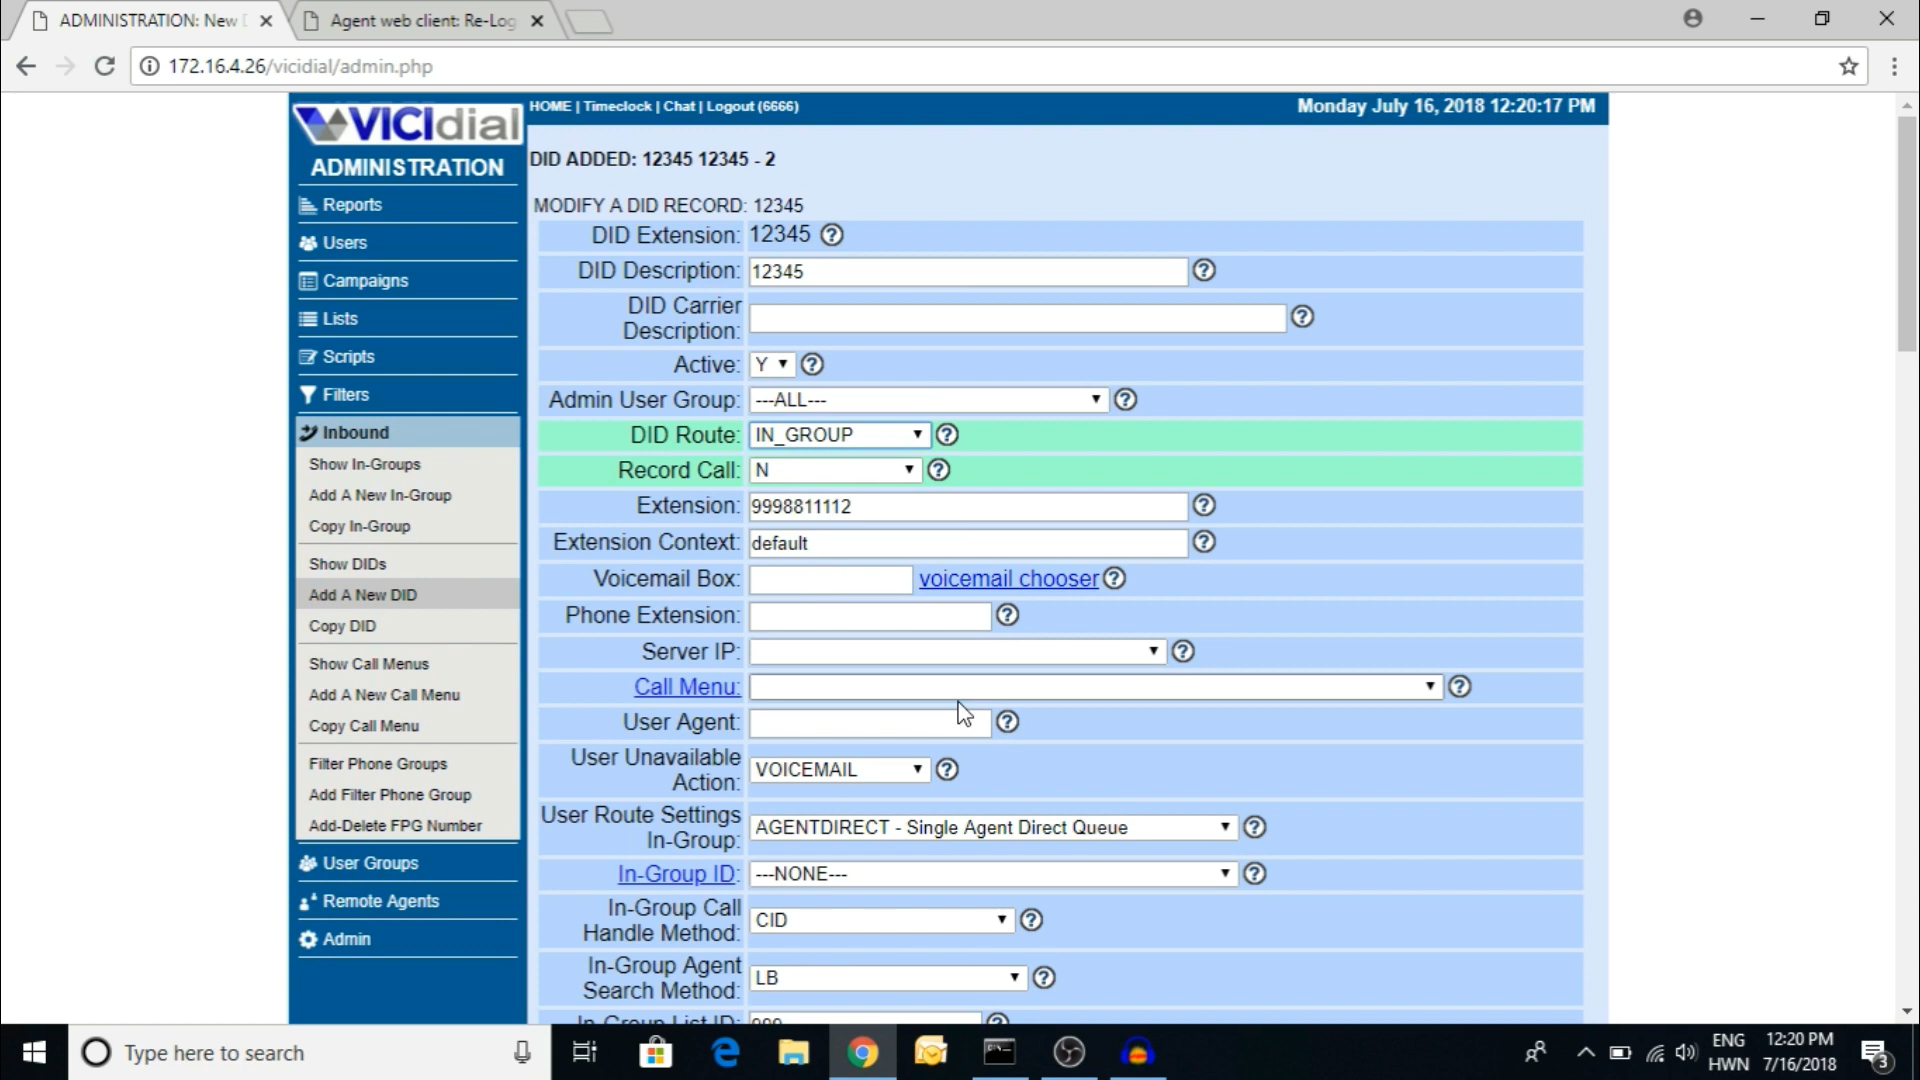 ADMINISTRATION: New
Agent web client: Re-Log
172.16.4.26/vicidial/admin.php
VICIdial
HOME | Timeclock | Chat | Logout (6666)
Monday July 16, 2018 12:20:17 PM
ADMINISTRATION
Reports
Users
Campaigns
Lists
Scripts
Filters
Inbound
Show In-Groups
Add A New In-Group
Copy In-Group
Show DIDs
Add A New DID
Copy DID
Show Call Menus
Add A New Call Menu
Copy Call Menu
Filter Phone Groups
Add Filter Phone Group
Add-Delete FPG Number
User Groups
Remote Agents
Admin
DID ADDED: 12345 12345 - 2
MODIFY A DID RECORD: 12345
DID Extension: 12345
DID Description: 12345
DID Carrier
Description:
Active: Y
Admin User Group: ---ALL---
DID Route: IN_GROUP
Record Call: N
Extension: 9998811112
Extension Context: default
Voicemail Box: voicemail chooser
Phone Extension:
Server IP:
Call Menu:
User Agent:
User Unavailable
Action: VOICEMAIL
User Route Settings
In-Group: AGENTDIRECT - Single Agent Direct Queue
In-Group ID: ---NONE---
In-Group Call
Handle Method: CID
In-Group Agent
Search Method: LB
In-Group List ID: 999
Type here to search
ENG
HWN
12:20 PM
7/16/2018
3